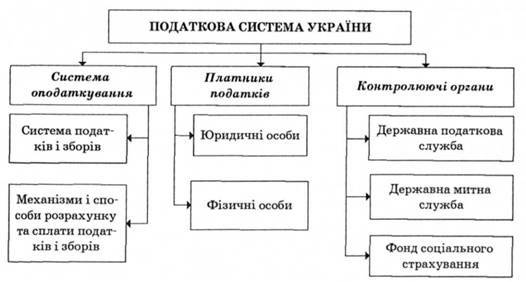 ПОДАТКОВА СИСТЕМА УКРАЇНИ
Система
оподаткування
Платники
податків
Контролюючі органи
Система подат-
ків і зборів
Механізми і спо-
соби розрахунку
та сплати подат-
ків і зборів
Юридичні особи
Фізичні особи
Державна податкова
служба
Державна митна
служба
Фонд соціального
страхування